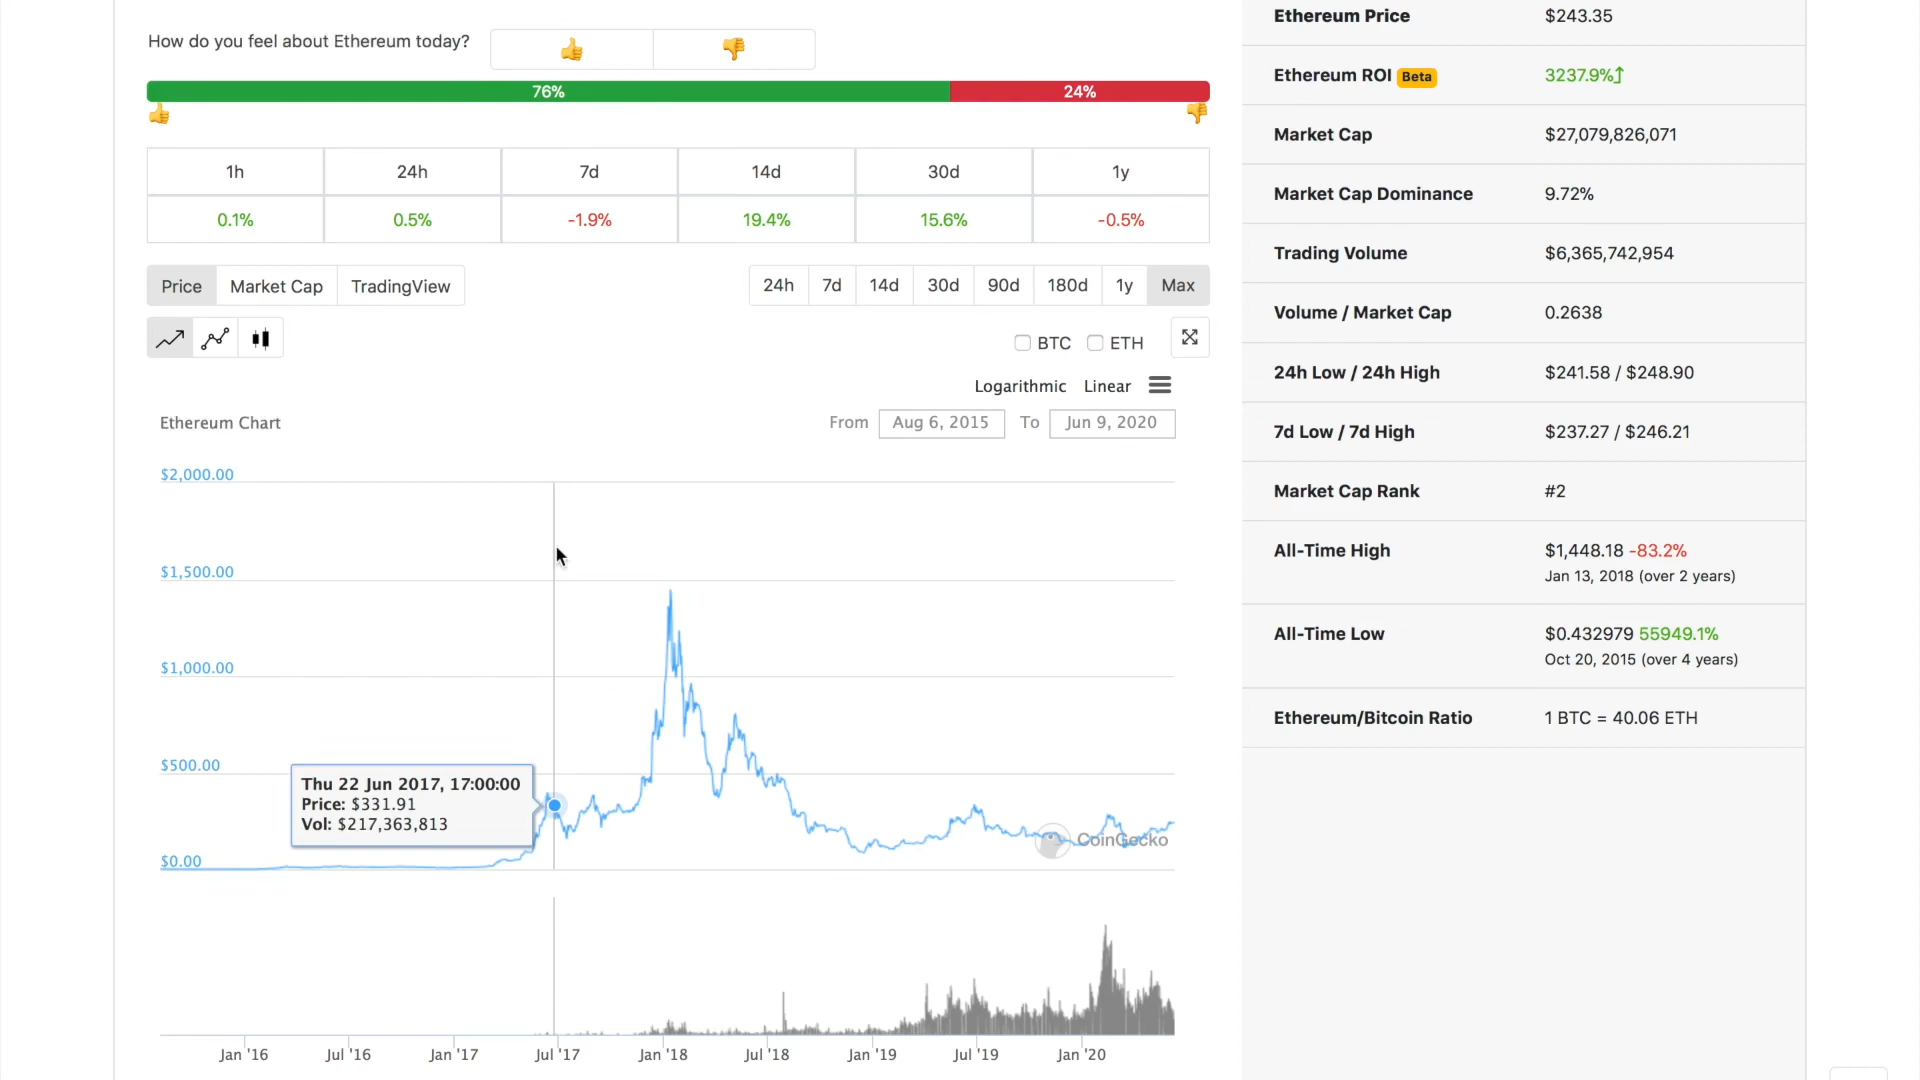 How do you feel about Ethereum today?
76% 24%
1h 24h 7d 14d 30d 1y
0.1% 0.5% -1.9% 19.4% 15.6% -0.5%
Price Market Cap TradingView 24h 7d 14d 30d 90d 180d 1y Max
BTC ETH
Logarithmic Linear
Ethereum Chart From Aug 6, 2015 To Jun 9, 2020
$2,000.00
$1,500.00
$1,000.00
$500.00
$0.00
Thu 22 Jun 2017, 17:00:00
Price: $331.91
Vol: $217,363,813
CoinGecko
Jan '16 Jul '16 Jan '17 Jul '17 Jan '18 Jul '18 Jan '19 Jul '19 Jan '20
Ethereum Price $243.35
Ethereum ROI Beta 3237.9%
Market Cap $27,079,826,071
Market Cap Dominance 9.72%
Trading Volume $6,365,742,954
Volume / Market Cap 0.2638
24h Low / 24h High $241.58 / $248.90
7d Low / 7d High $237.27 / $246.21
Market Cap Rank #2
All-Time High $1,448.18 -83.2%
Jan 13, 2018 (over 2 years)
All-Time Low $0.432979 55949.1%
Oct 20, 2015 (over 4 years)
Ethereum/Bitcoin Ratio 1 BTC = 40.06 ETH